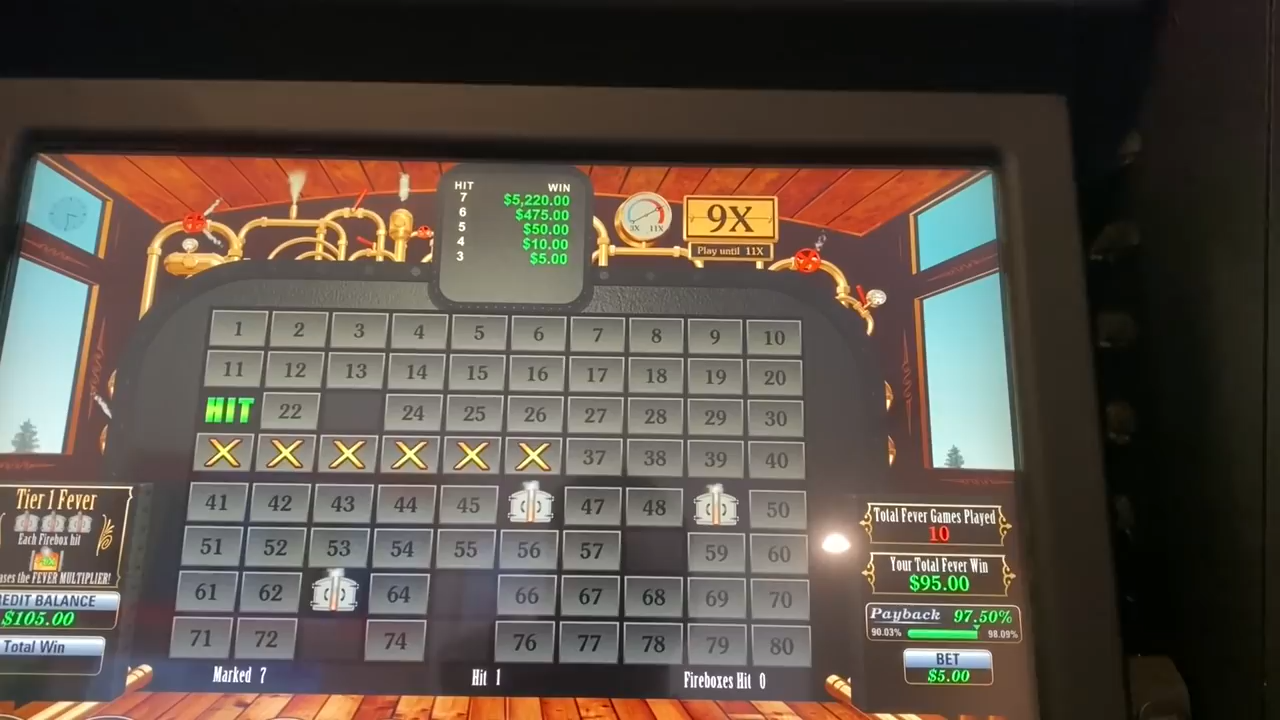 HIT WIN
7 $5,220.00
6 $475.00
5 $50.00
4 $10.00
3 $5.00
3X 11X
9X
Play until 11X
1 2 3 4 5 6 7 8 9 10
11 12 13 14 15 16 17 18 19 20
HIT 22 24 25 26 27 28 29 30
X X X X X X 37 38 39 40
41 42 43 44 45 47 48 50
51 52 53 54 55 56 57 59 60
61 62 64 66 67 68 69 70
71 72 74 76 77 78 79 80
Marked 7 Hit 1 Fireboxes Hit 0
Tier 1 Fever
Each Firebox hit
the FEVER MULTIPLIER!
BALANCE
$105.00
Total Win
Total Fever Games Played
10
Your Total Fever Win
$95.00
Payback 97.50%
90.03% 98.09%
BET
$5.00